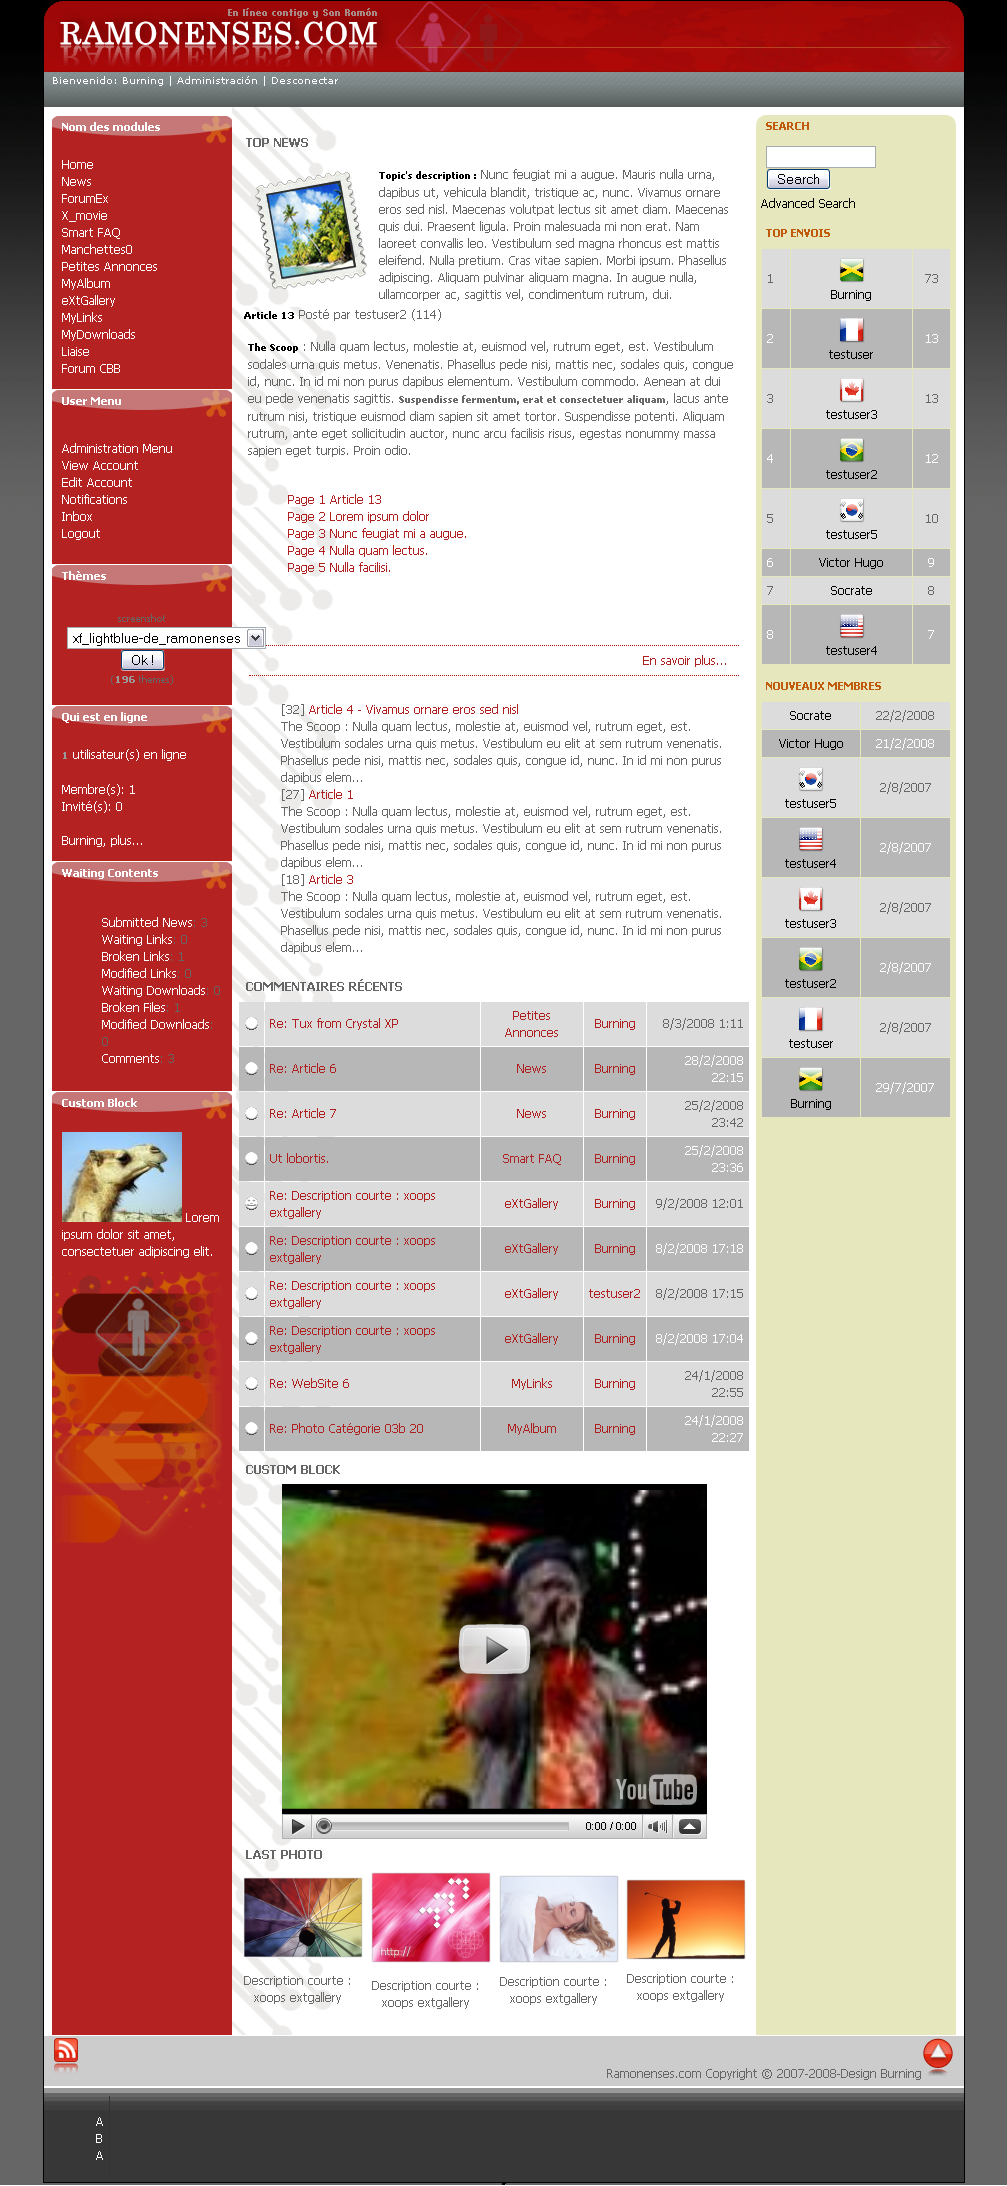 En línea contigo y San Ramón
RAMONENSES.COM
Bienvenido: Burning | Administración | Desconectar
Nom des modules
Home
News
ForumEx
X_movie
Smart FAQ
Manchettes0
Petites Annonces
MyAlbum
eXtGallery
MyLinks
MyDownloads
Liaise
Forum CBB
User Menu
Administration Menu
View Account
Edit Account
Notifications
Inbox
Logout
Thèmes
screenshot
xf_lightblue-de_ramonenses
Ok !
(196 themes)
Qui est en ligne
1 utilisateur(s) en ligne
Membre(s): 1
Invité(s): 0
Burning, plus...
Waiting Contents
Submitted News: 3
Waiting Links: 0
Broken Links: 1
Modified Links: 0
Waiting Downloads: 0
Broken Files: 1
Modified Downloads:
0
Comments: 3
Custom Block
Lorem
ipsum dolor sit amet,
consectetuer adipiscing elit.
TOP NEWS
Topic's description : Nunc feugiat mi a augue. Mauris nulla urna,
dapibus ut, vehicula blandit, tristique ac, nunc. Vivamus ornare
eros sed nisl. Maecenas volutpat lectus sit amet diam. Maecenas
quis dui. Praesent ligula. Proin malesuada mi non erat. Nam
laoreet convallis leo. Vestibulum sed magna rhoncus est mattis
eleifend. Nulla pretium. Cras vitae sapien. Morbi ipsum. Phasellus
adipiscing. Aliquam pulvinar aliquam magna. In augue nulla,
ullamcorper ac, sagittis vel, condimentum rutrum, dui.
Article 13 Posté par testuser2 (114)
The Scoop : Nulla quam lectus, molestie at, euismod vel, rutrum eget, est. Vestibulum
sodales urna quis metus. Venenatis. Phasellus pede nisi, mattis nec, sodales quis, congue
id, nunc. In id mi non purus dapibus elementum. Vestibulum commodo. Aenean at dui
eu pede venenatis sagittis. Suspendisse fermentum, erat et consectetuer aliquam, lacus ante
rutrum nisi, tristique euismod diam sapien sit amet tortor. Suspendisse potenti. Aliquam
rutrum, ante eget sollicitudin auctor, nunc arcu facilisis risus, egestas nonummy massa
sapien eget turpis. Proin odio.
Page 1 Article 13
Page 2 Lorem ipsum dolor
Page 3 Nunc feugiat mi a augue.
Page 4 Nulla quam lectus.
Page 5 Nulla facilisi.
En savoir plus...
[32] Article 4 - Vivamus ornare eros sed nisl
The Scoop : Nulla quam lectus, molestie at, euismod vel, rutrum eget, est.
Vestibulum sodales urna quis metus. Vestibulum eu elit at sem rutrum venenatis.
Phasellus pede nisi, mattis nec, sodales quis, congue id, nunc. In id mi non purus
dapibus elem...
[27] Article 1
The Scoop : Nulla quam lectus, molestie at, euismod vel, rutrum eget, est.
Vestibulum sodales urna quis metus. Vestibulum eu elit at sem rutrum venenatis.
Phasellus pede nisi, mattis nec, sodales quis, congue id, nunc. In id mi non purus
dapibus elem...
[18] Article 3
The Scoop : Nulla quam lectus, molestie at, euismod vel, rutrum eget, est.
Vestibulum sodales urna quis metus. Vestibulum eu elit at sem rutrum venenatis.
Phasellus pede nisi, mattis nec, sodales quis, congue id, nunc. In id mi non purus
dapibus elem...
COMMENTAIRES RÉCENTS
Re: Tux from Crystal XP Petites Annonces Burning 8/3/2008 1:11
Re: Article 6 News Burning 28/2/2008 22:15
Re: Article 7 News Burning 25/2/2008 23:42
Ut lobortis. Smart FAQ Burning 25/2/2008 23:36
Re: Description courte : xoops extgallery eXtGallery Burning 9/2/2008 12:01
Re: Description courte : xoops extgallery eXtGallery Burning 8/2/2008 17:18
Re: Description courte : xoops extgallery eXtGallery testuser2 8/2/2008 17:15
Re: Description courte : xoops extgallery eXtGallery Burning 8/2/2008 17:04
Re: WebSite 6 MyLinks Burning 24/1/2008 22:55
Re: Photo Catégorie 03b 20 MyAlbum Burning 24/1/2008 22:27
CUSTOM BLOCK
YouTube
0:00 / 0:00
LAST PHOTO
http://
Description courte :
xoops extgallery
Description courte :
xoops extgallery
Description courte :
xoops extgallery
Description courte :
xoops extgallery
SEARCH
Search
Advanced Search
TOP ENVOIS
1 Burning 73
2 testuser 13
3 testuser3 13
4 testuser2 12
5 testuser5 10
6 Victor Hugo 9
7 Socrate 8
8 testuser4 7
NOUVEAUX MEMBRES
Socrate 22/2/2008
Victor Hugo 21/2/2008
testuser5 2/8/2007
testuser4 2/8/2007
testuser3 2/8/2007
testuser2 2/8/2007
testuser 2/8/2007
Burning 29/7/2007
Ramonenses.com Copyright © 2007-2008-Design Burning
A
B
A